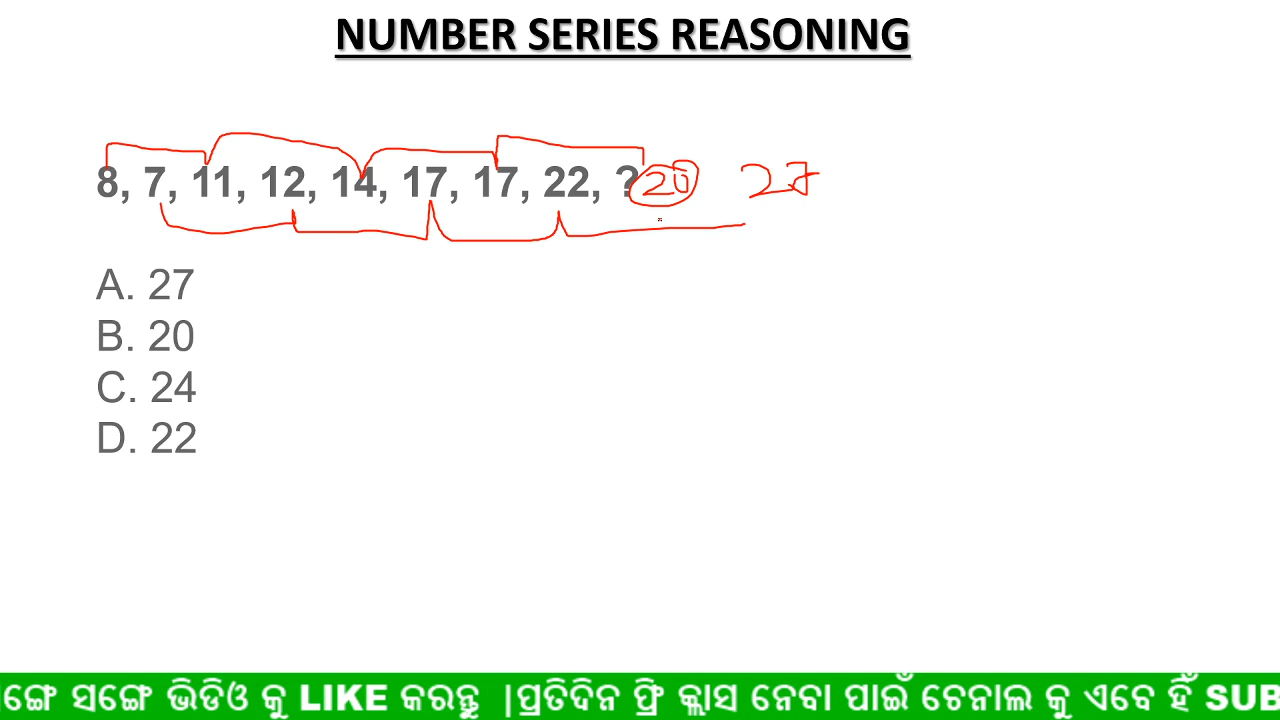 NUMBER SERIES REASONING
8, 7, 11, 12, 14, 17, 17, 22, ? 20 27
A. 27
B. 20
C. 24
D. 22
ସଙ୍ଗେ ଭିଡିଓ କୁ LIKE କରନ୍ତୁ |ପ୍ରତିଦିନ ଫ୍ରି କ୍ଲାସ ନେବା ପାଇଁ ଚେନାଲ କୁ ଏବେ ହିଁ SUB